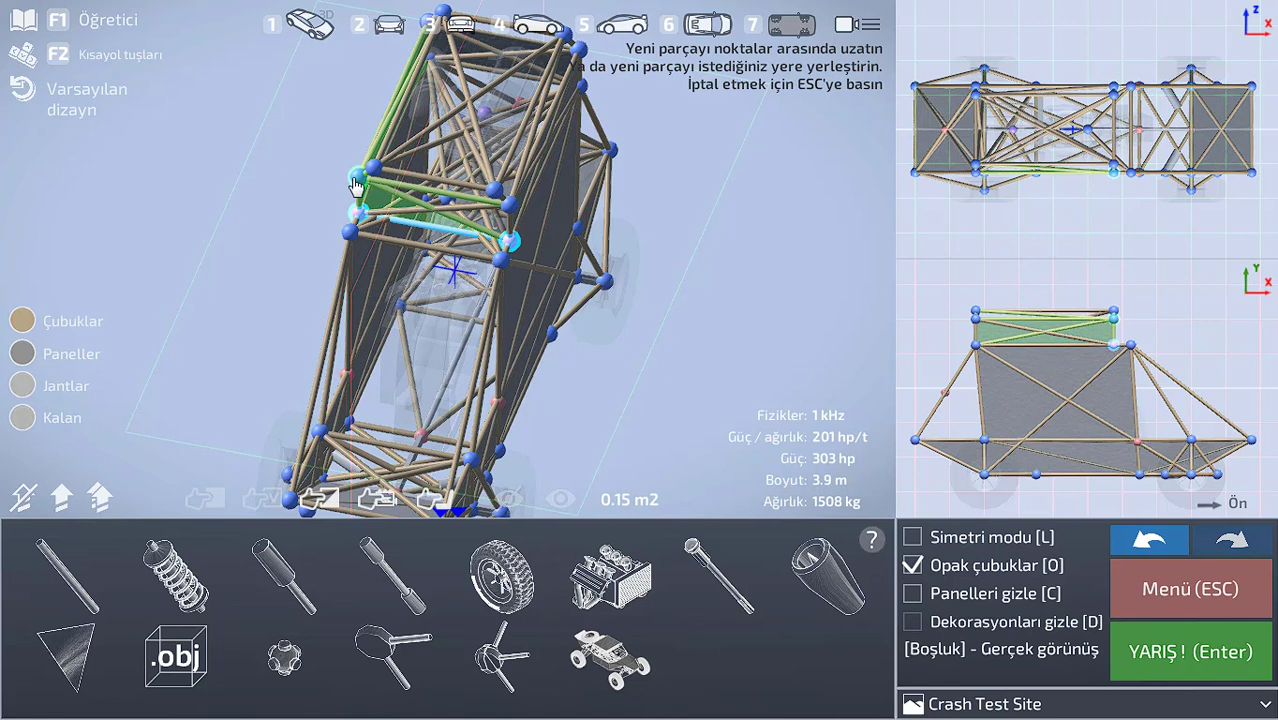 F1 Öğretici
F2 Kısayol tuşları
Varsayılan
dizayn
1 2 3 4 5 6 7
3D
Yeni parçayı noktalar arasında uzatın
da yeni parçayı istediğiniz yere yerleştirin.
İptal etmek için ESC'ye basın
Çubuklar
Paneller
Jantlar
Kalan
Fizikler: 1 kHz
Güç / ağırlık: 201 hp/t
Güç: 303 hp
Boyut: 3.9 m
Ağırlık: 1508 kg
0.15 m2
Z
X
Y
X
Ön
?
.obj
Simetri modu [L]
Opak çubuklar [O]
Panelleri gizle [C]
Dekorasyonları gizle [D]
[Boşluk] - Gerçek görünüş
Menü (ESC)
YARIŞ! (Enter)
Crash Test Site